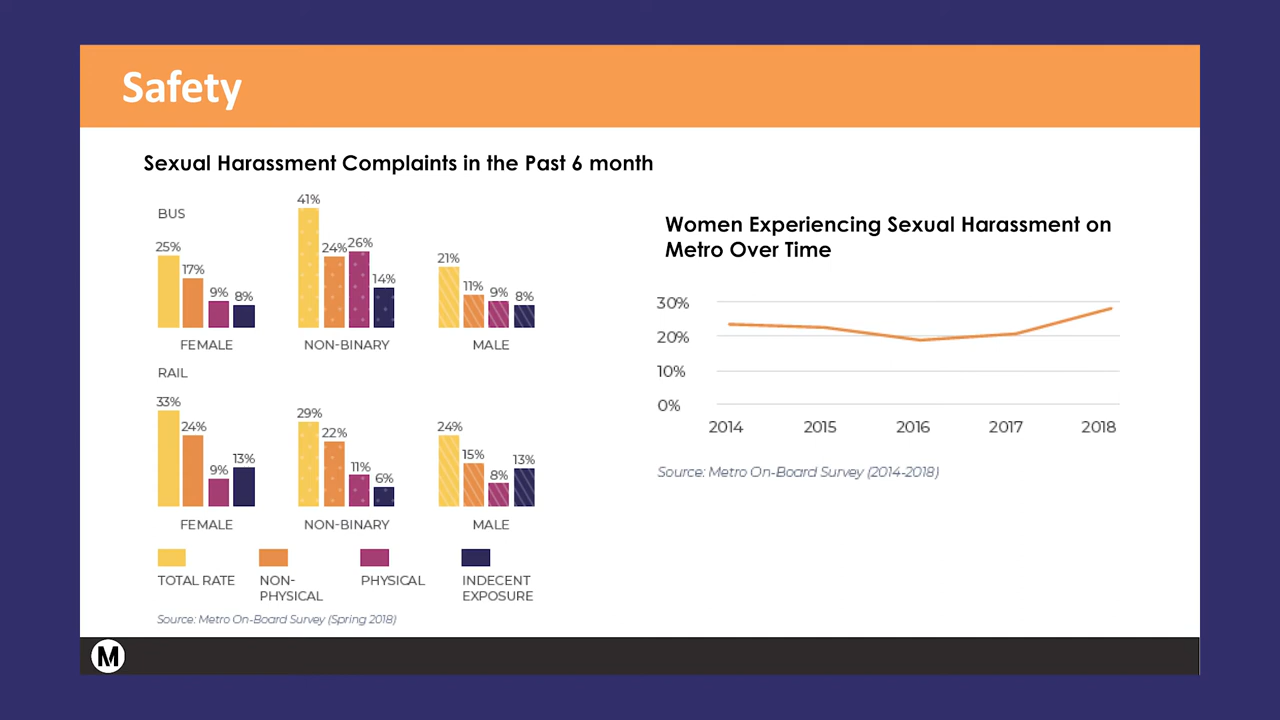 Safety
Sexual Harassment Complaints in the Past 6 month
BUS
25% 17% 9% 8%
41% 24% 26% 14%
21% 11% 9% 8%
FEMALE NON-BINARY MALE
RAIL
33% 24% 9% 13%
29% 22% 11% 6%
24% 15% 8% 13%
FEMALE NON-BINARY MALE
TOTAL RATE
NON-
PHYSICAL
PHYSICAL
INDECENT
EXPOSURE
Source: Metro On-Board Survey (Spring 2018)
Women Experiencing Sexual Harassment on
Metro Over Time
30%
20%
10%
0%
2014 2015 2016 2017 2018
Source: Metro On-Board Survey (2014-2018)
M